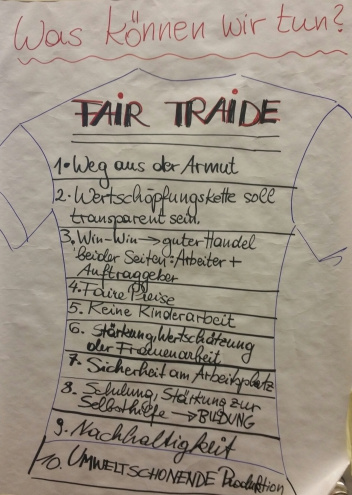 Was können wir tun?
FAIR TRAIDE
1. Weg aus der Armut
2. Wertschöpfungskette soll
transparent sein.
3. Win-Win → guter Handel
beider Seiten: Arbeiter +
Auftraggeber
4. Faire Preise
5. Keine Kinderarbeit
6. Stärkung, Wertschätzung
der Frauenarbeit
7. Sicherheit am Arbeitsplatz
8. Schulung, Stärkung zur
Selbsthilfe → BILDUNG
9. Nachhaltigkeit
10. UMWELTSCHONENDE Produktion